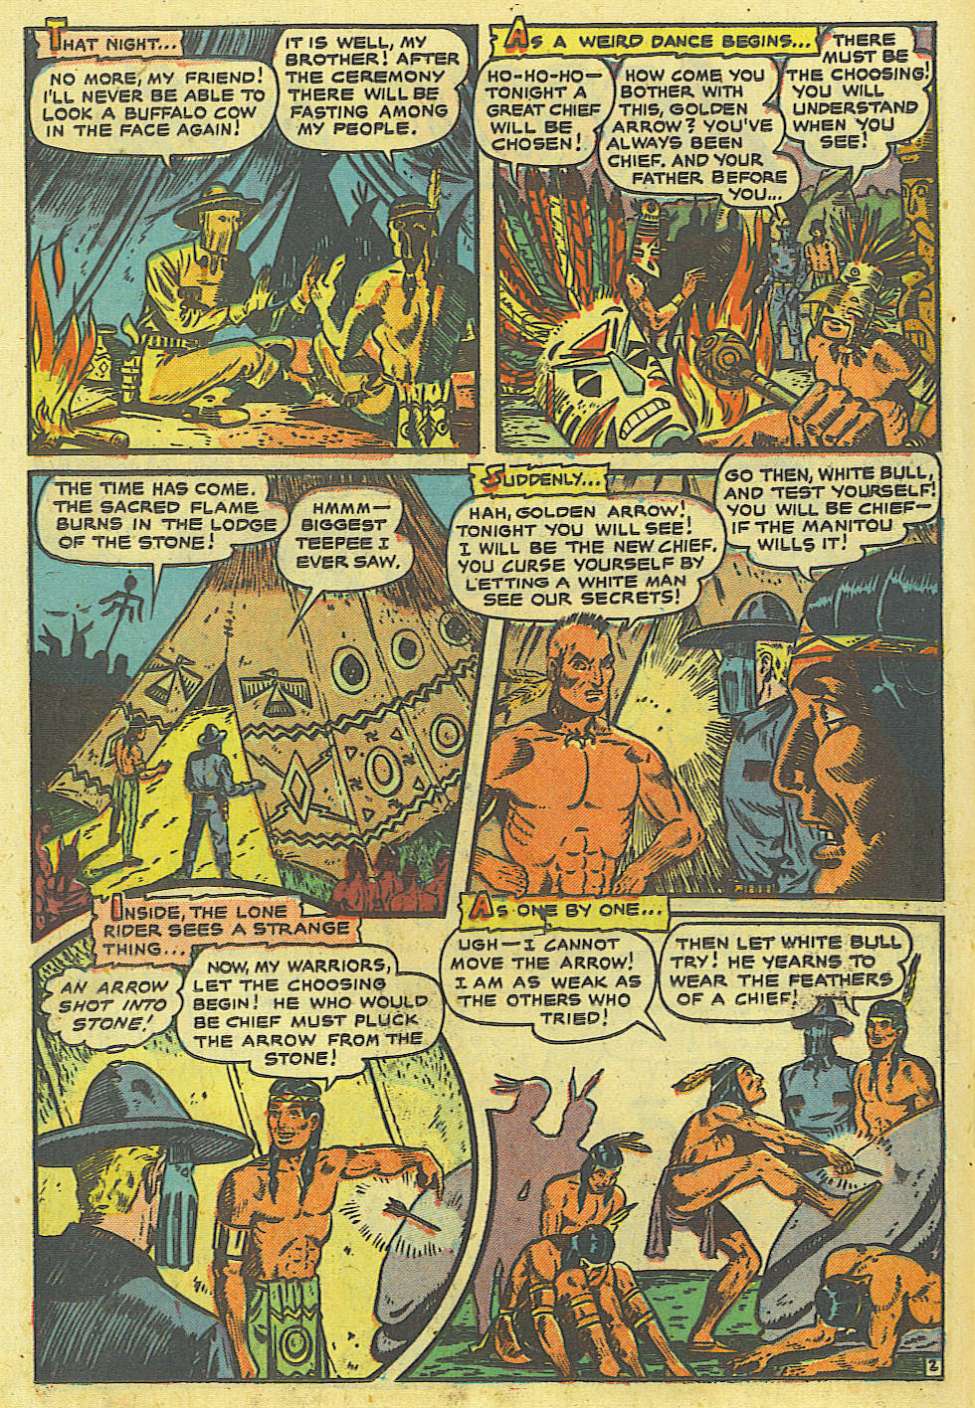 THAT NIGHT...
NO MORE, MY FRIEND!
I'LL NEVER BE ABLE TO
LOOK A BUFFALO COW
IN THE FACE AGAIN!
IT IS WELL, MY
BROTHER! AFTER
THE CEREMONY
THERE WILL BE
FASTING AMONG
MY PEOPLE.
AS A WEIRD DANCE BEGINS...
HO-HO-HO-
TONIGHT A
GREAT CHIEF
WILL BE
CHOSEN!
HOW COME YOU
BOTHER WITH
THIS, GOLDEN
ARROW? YOU'VE
ALWAYS BEEN
CHIEF. AND YOUR
FATHER BEFORE
YOU...
THERE
MUST BE
THE CHOOSING!
YOU WILL
UNDERSTAND
WHEN YOU
SEE!
THE TIME HAS COME.
THE SACRED FLAME
BURNS IN THE LODGE
OF THE STONE!
HMMM-
BIGGEST
TEEPEE I
EVER SAW.
SUDDENLY...
HAH, GOLDEN ARROW!
TONIGHT YOU WILL SEE!
I WILL BE THE NEW CHIEF.
YOU CURSE YOURSELF BY
LETTING A WHITE MAN
SEE OUR SECRETS!
GO THEN, WHITE BULL,
AND TEST YOURSELF!
YOU WILL BE CHIEF-
IF THE MANITOU
WILLS IT!
INSIDE, THE LONE
RIDER SEES A STRANGE
THING...
AN ARROW
SHOT INTO
STONE!
NOW, MY WARRIORS,
LET THE CHOOSING
BEGIN! HE WHO WOULD
BE CHIEF MUST PLUCK
THE ARROW FROM THE
STONE!
AS ONE BY ONE...
UGH-I CANNOT
MOVE THE ARROW!
I AM AS WEAK AS
THE OTHERS WHO
TRIED!
THEN LET WHITE BULL
TRY! HE YEARNS TO
WEAR THE FEATHERS
OF A CHIEF!
2